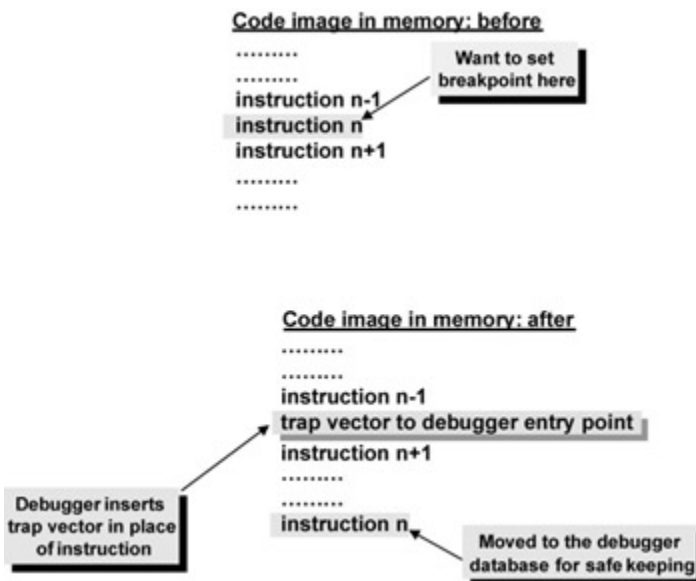 Code image in memory: before
.........
.........
Want to set
breakpoint here
instruction n-1
instruction n
instruction n+1
.........
.........
Code image in memory: after
.........
.........
instruction n-1
trap vector to debugger entry point
instruction n+1
.........
.........
instruction n
Debugger inserts
trap vector in place
of instruction
Moved to the debugger
database for safe keeping